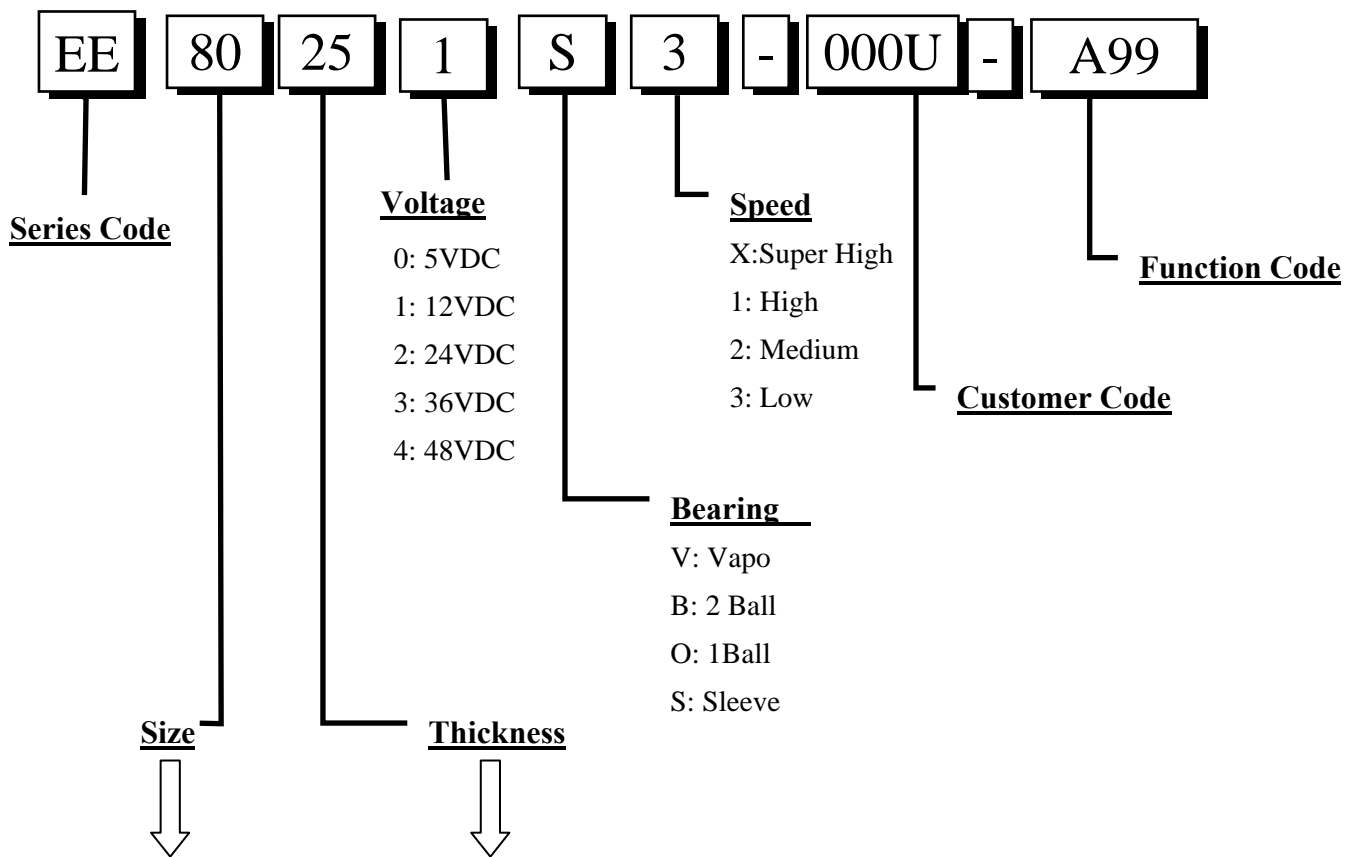 EE 80 25 1 S 3 - 000U - A99
Series Code
Voltage
0: 5VDC
1: 12VDC
2: 24VDC
3: 36VDC
4: 48VDC
Speed
X:Super High
1: High
2: Medium
3: Low
Function Code
Customer Code
Bearing
V: Vapo
B: 2 Ball
O: 1Ball
S: Sleeve
Size
Thickness